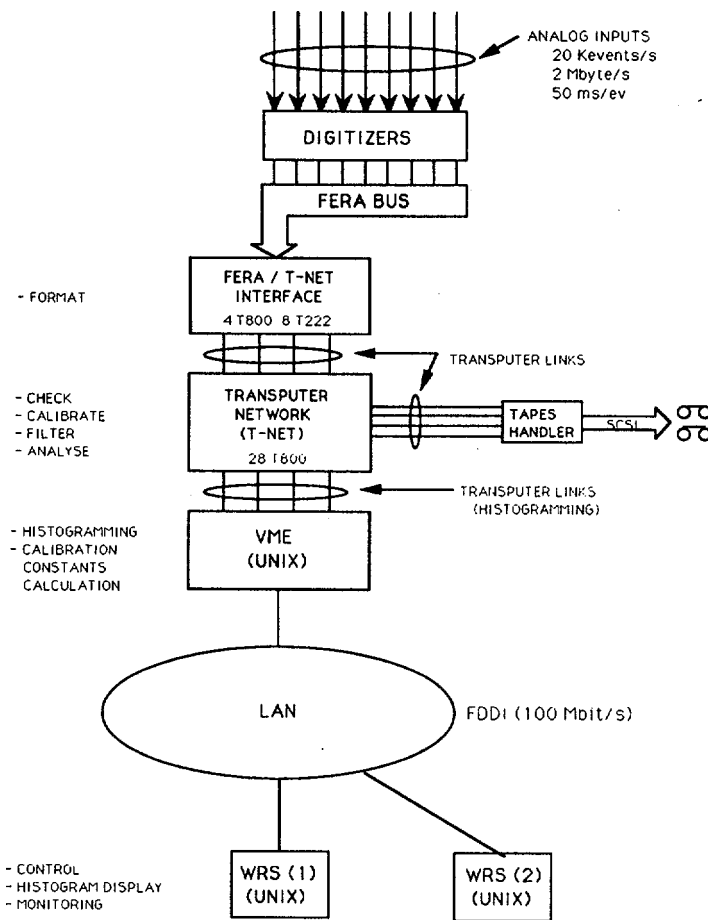 ANALOG INPUTS
20 Kevents/s
2 Mbyte/s
50 ms/ev
DIGITIZERS
FERA BUS
FERA / T-NET
INTERFACE
4 T800 8 T222
- FORMAT
TRANSPUTER LINKS
- CHECK
- CALIBRATE
- FILTER
- ANALYSE
TRANSPUTER
NETWORK
(T-NET)
28 T800
TAPES
HANDLER
SCSI
TRANSPUTER LINKS
(HISTOGRAMMING)
- HISTOGRAMMING
- CALIBRATION
CONSTANTS
CALCULATION
VME
(UNIX)
LAN
FDDI (100 Mbit/s)
- CONTROL
- HISTOGRAM DISPLAY
- MONITORING
WRS (1)
(UNIX)
WRS (2)
(UNIX)